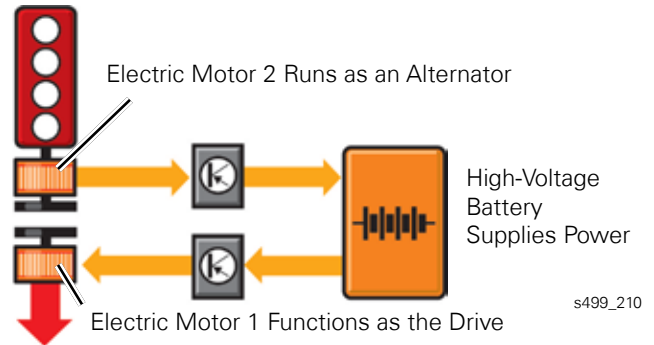 Electric Motor 2 Runs as an Alternator
High-Voltage
Battery
Supplies Power
s499_210
Electric Motor 1 Functions as the Drive